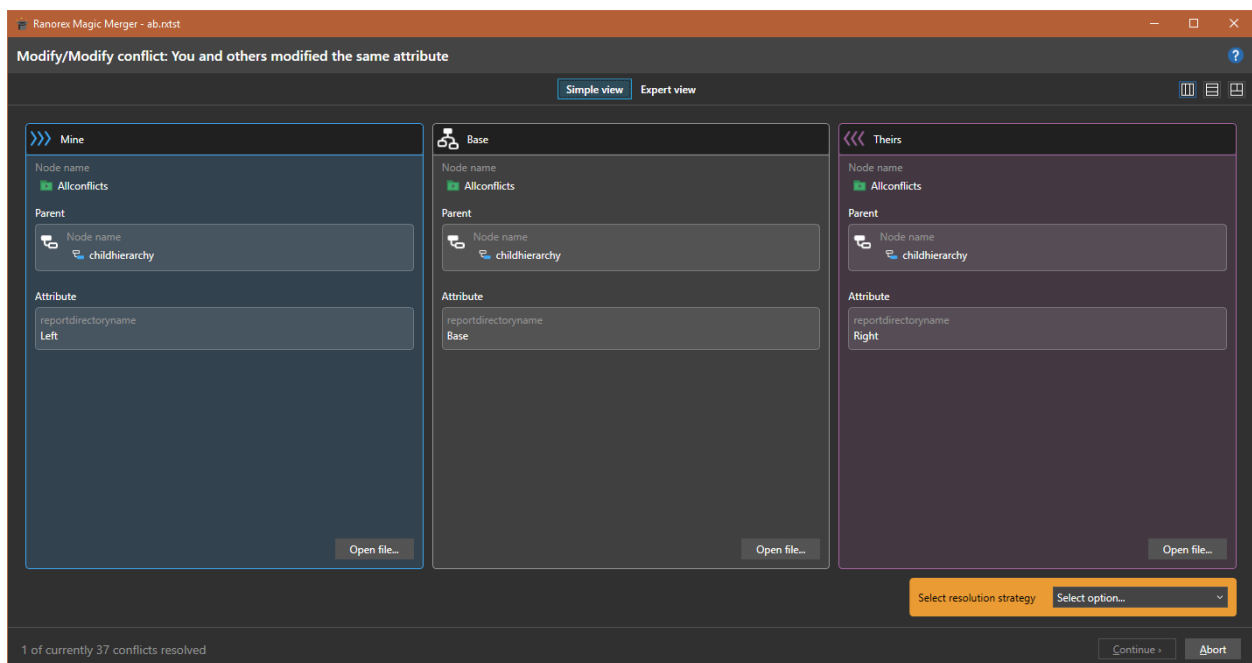 Ranorex Magic Merger - ab.rxtst
Modify/Modify conflict: You and others modified the same attribute
?
Simple view Expert view
Mine
Node name
Allconflicts
Parent
Node name
childhierarchy
Attribute
reportdirectoryname
Left
Open file...
Base
Node name
Allconflicts
Parent
Node name
childhierarchy
Attribute
reportdirectoryname
Base
Open file...
Theirs
Node name
Allconflicts
Parent
Node name
childhierarchy
Attribute
reportdirectoryname
Right
Open file...
Select resolution strategy Select option...
1 of currently 37 conflicts resolved
Continue › Abort